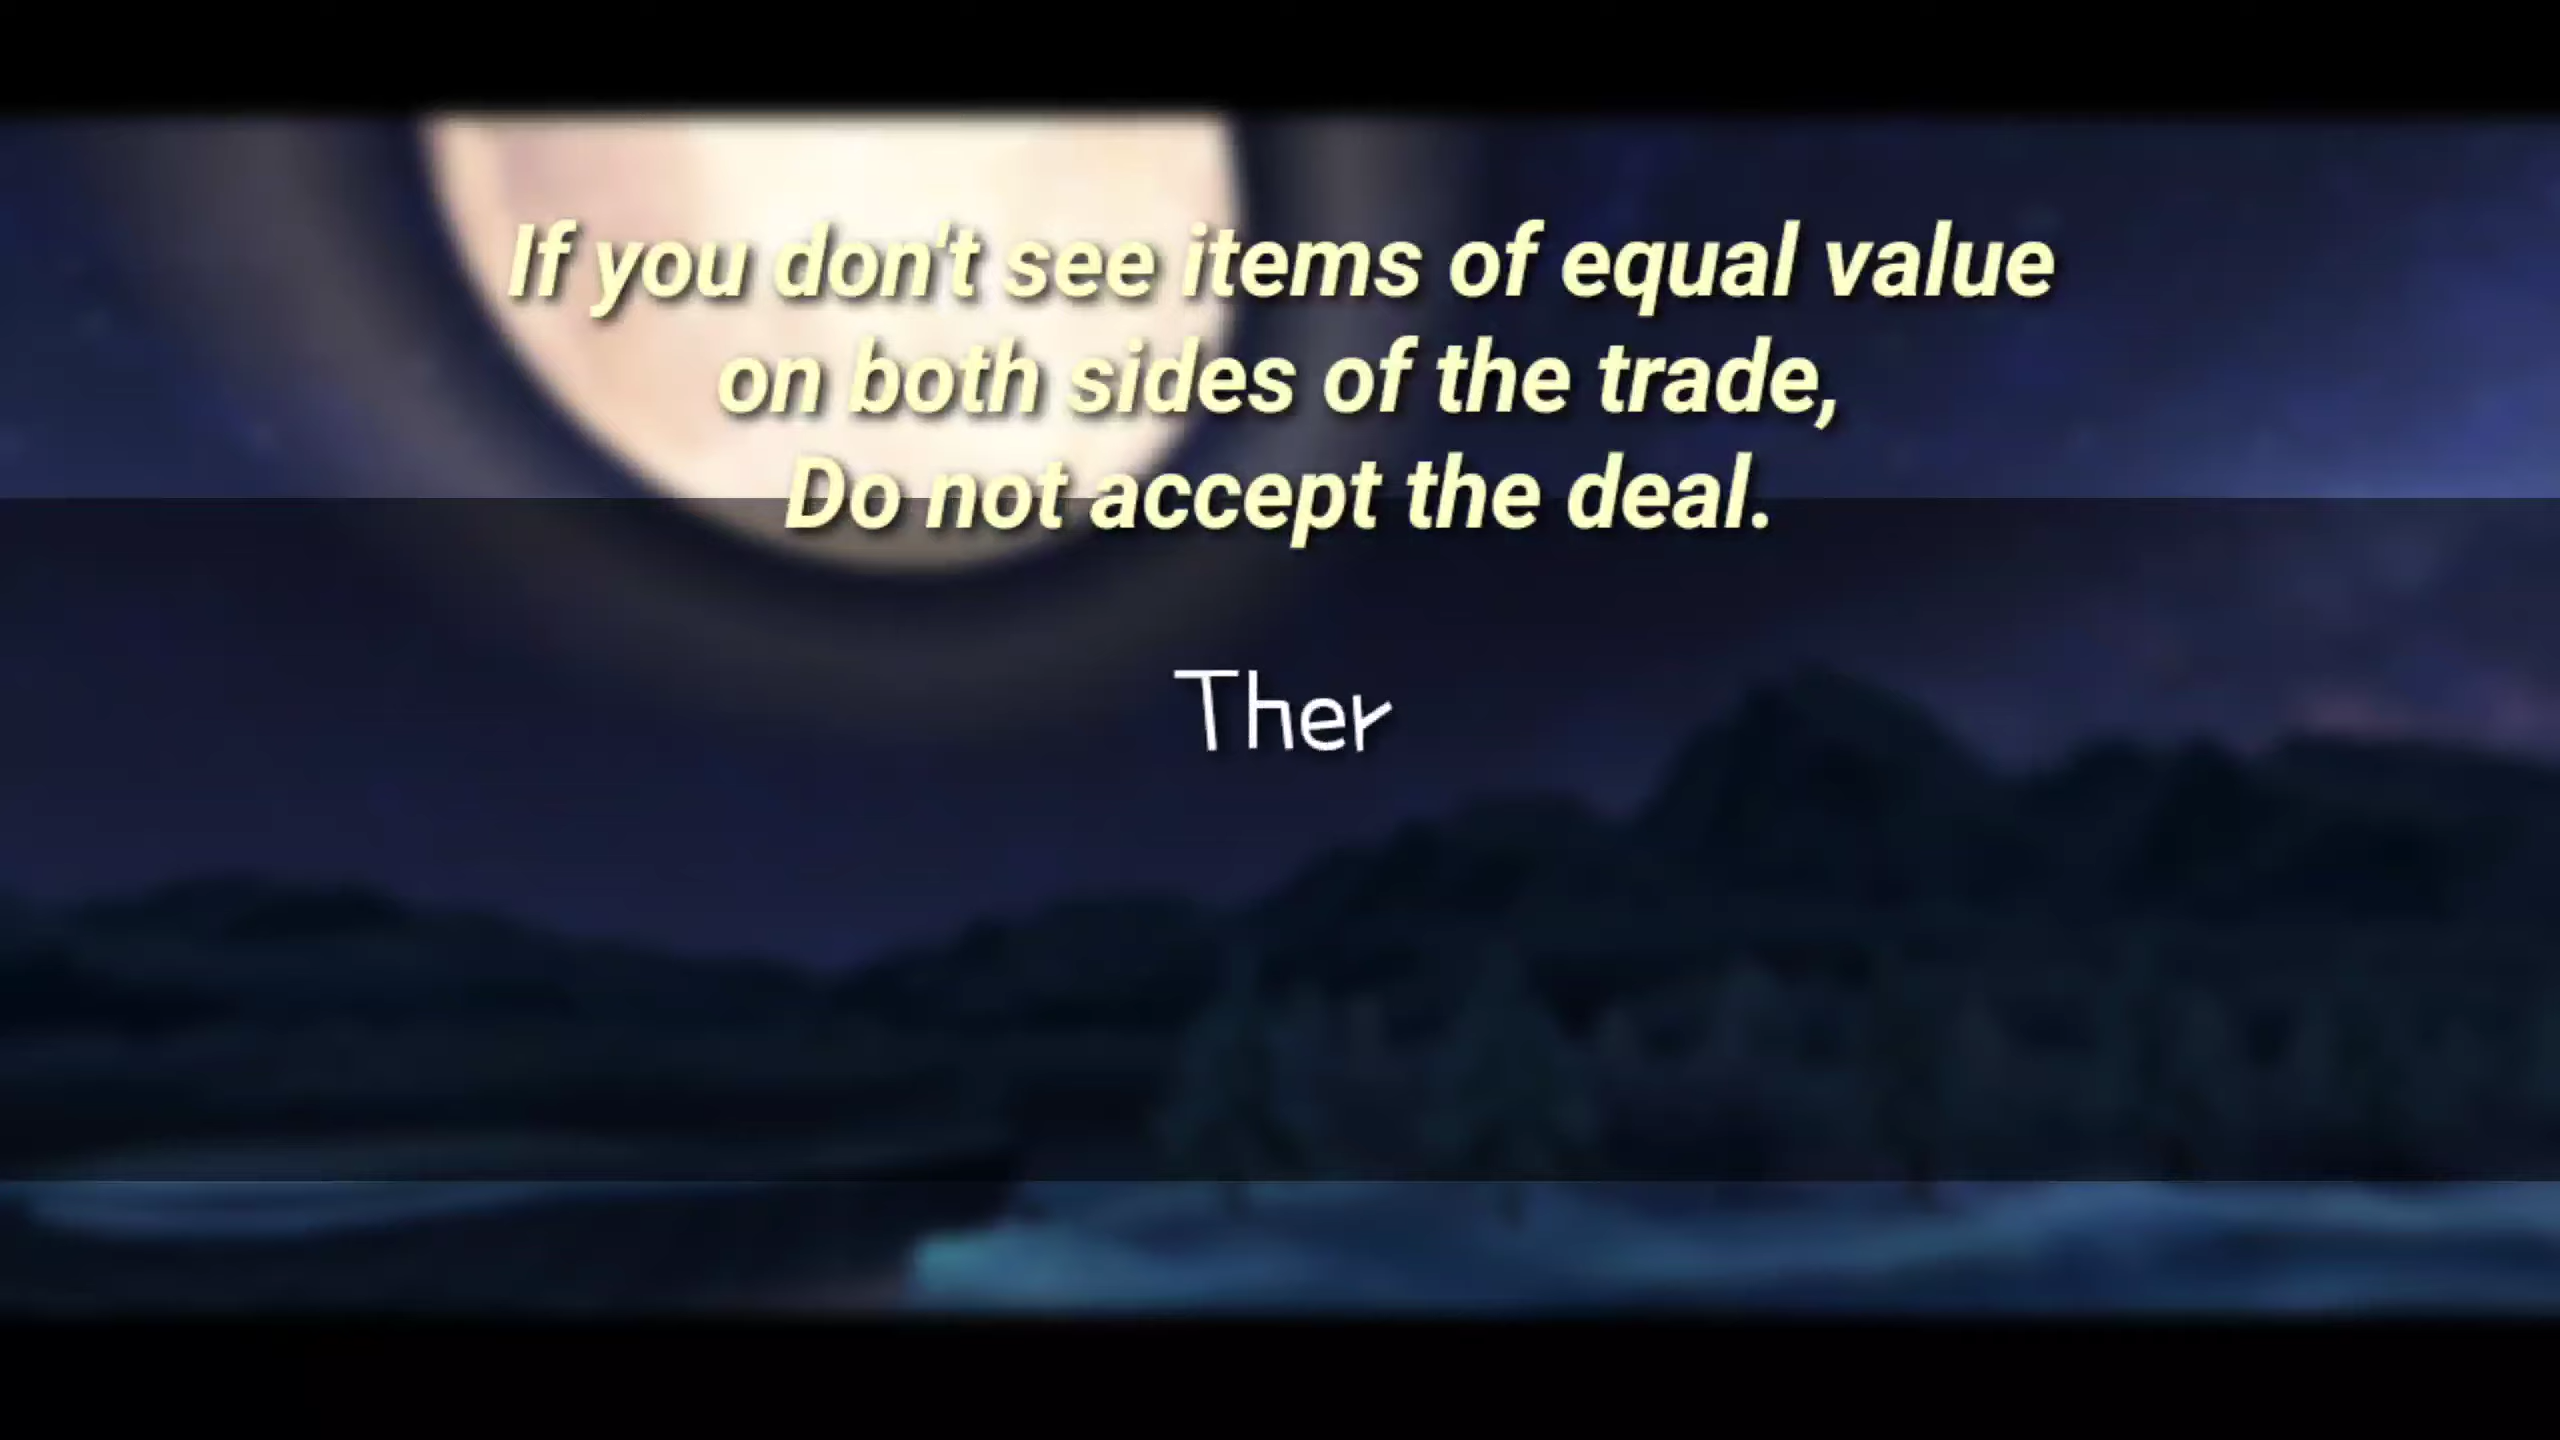 If you don't see items of equal value
on both sides of the trade,
Do not accept the deal.
Ther